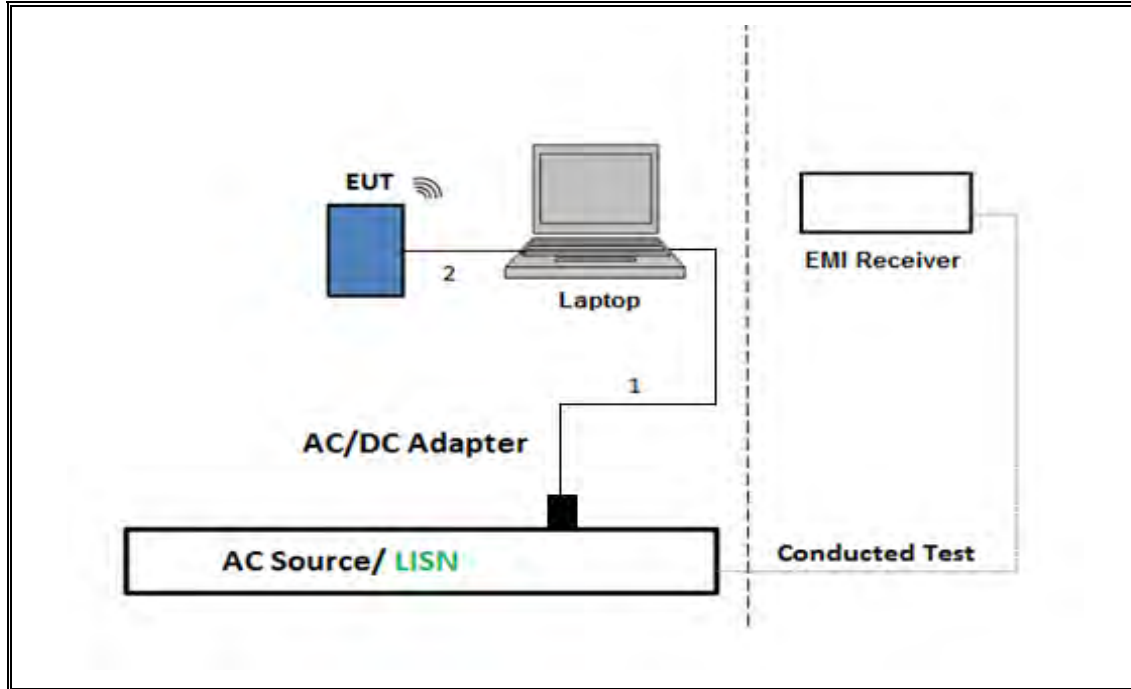 EUT
2
Laptop
EMI Receiver
1
AC/DC Adapter
AC Source/ LISN
Conducted Test